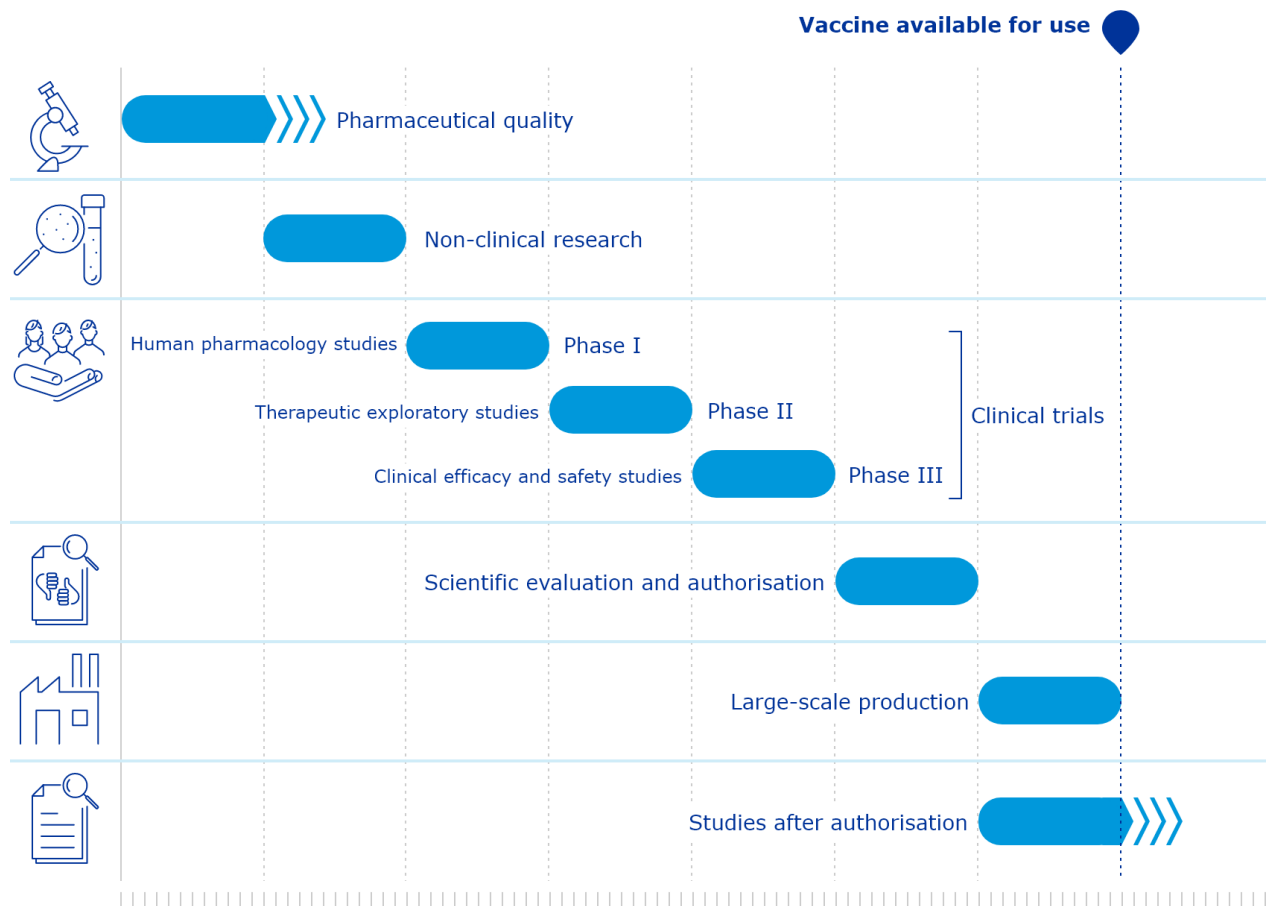 Vaccine available for use
Pharmaceutical quality
Non-clinical research
Human pharmacology studies
Phase I
Therapeutic exploratory studies
Phase II
Clinical trials
Clinical efficacy and safety studies
Phase III
Scientific evaluation and authorisation
Large-scale production
Studies after authorisation